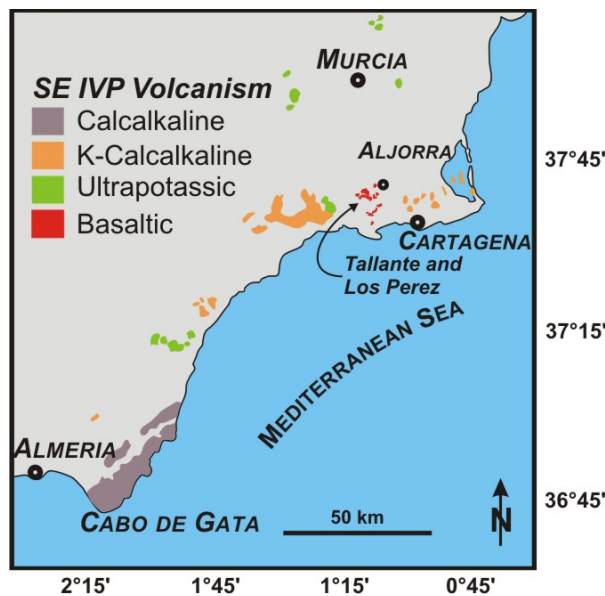 MURCIA
SE IVP Volcanism
Calcalkaline
K-Calcalkaline
Ultrapotassic
Basaltic
ALJORRA
37°45'
CARTAGENA
Tallante and
Los Perez
MEDITERRANEAN SEA
37°15'
ALMERIA
36°45'
CABO DE GATA
50 km
N
2°15'
1°45'
1°15'
0°45'